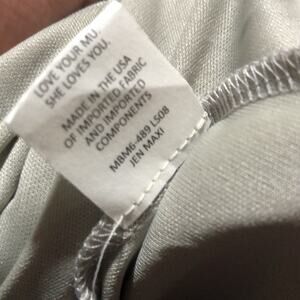 LOVE YOUR MU.
SHE LOVES YOU.
MADE IN THE USA
OF IMPORTED FABRIC
AND IMPORTED
COMPONENTS
MBM6-489 LS08
JEN MAXI